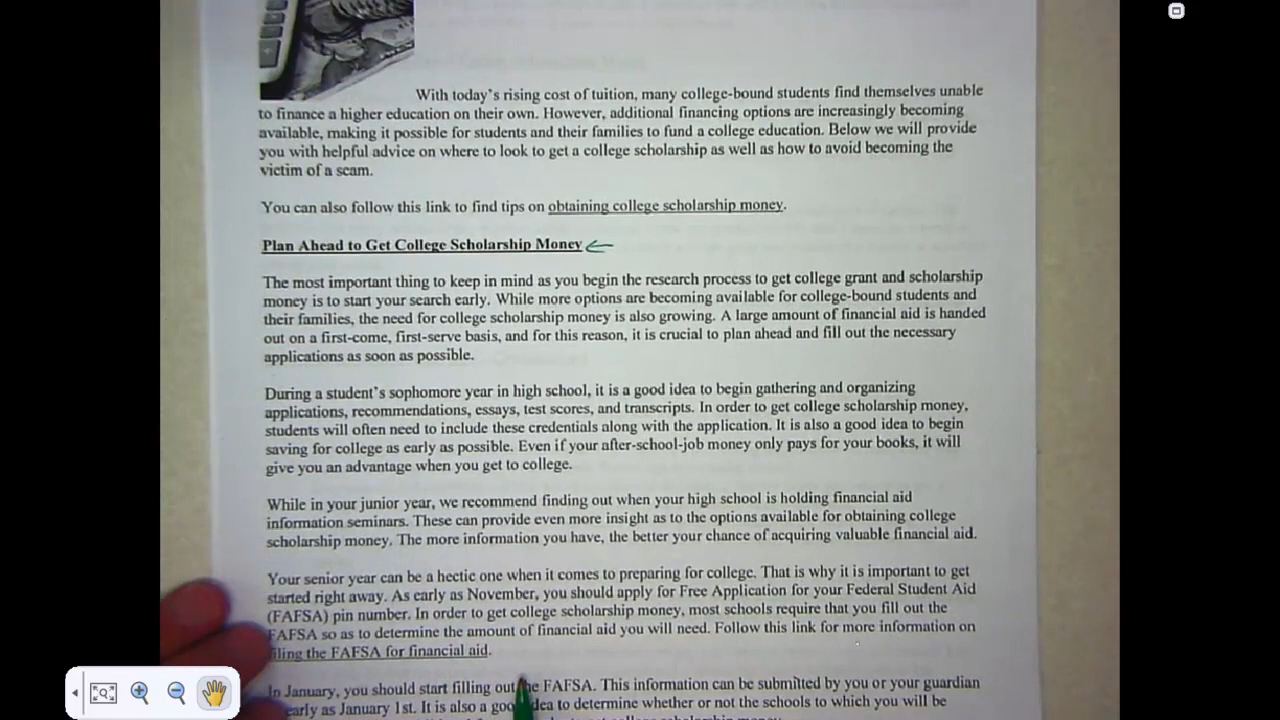 With today's rising cost of tuition, many college-bound students find themselves unable
to finance a higher education on their own. However, additional financing options are increasingly becoming
available, making it possible for students and their families to fund a college education. Below we will provide
you with helpful advice on where to look to get a college scholarship as well as how to avoid becoming the
victim of a scam.
You can also follow this link to find tips on obtaining college scholarship money.
Plan Ahead to Get College Scholarship Money
The most important thing to keep in mind as you begin the research process to get college grant and scholarship
money is to start your search early. While more options are becoming available for college-bound students and
their families, the need for college scholarship money is also growing. A large amount of financial aid is handed
out on a first-come, first-serve basis, and for this reason, it is crucial to plan ahead and fill out the necessary
applications as soon as possible.
During a student's sophomore year in high school, it is a good idea to begin gathering and organizing
applications, recommendations, essays, test scores, and transcripts. In order to get college scholarship money,
students will often need to include these credentials along with the application. It is also a good idea to begin
saving for college as early as possible. Even if your after-school-job money only pays for your books, it will
give you an advantage when you get to college.
While in your junior year, we recommend finding out when your high school is holding financial aid
information seminars. These can provide even more insight as to the options available for obtaining college
scholarship money. The more information you have, the better your chance of acquiring valuable financial aid.
Your senior year can be a hectic one when it comes to preparing for college. That is why it is important to get
started right away. As early as November, you should apply for Free Application for your Federal Student Aid
(FAFSA) pin number. In order to get college scholarship money, most schools require that you fill out the
FAFSA so as to determine the amount of financial aid you will need. Follow this link for more information on
filing the FAFSA for financial aid.
In January, you should start filling out the FAFSA. This information can be submitted by you or your guardian
early as January 1st. It is also a good idea to determine whether or not the schools to which you will be